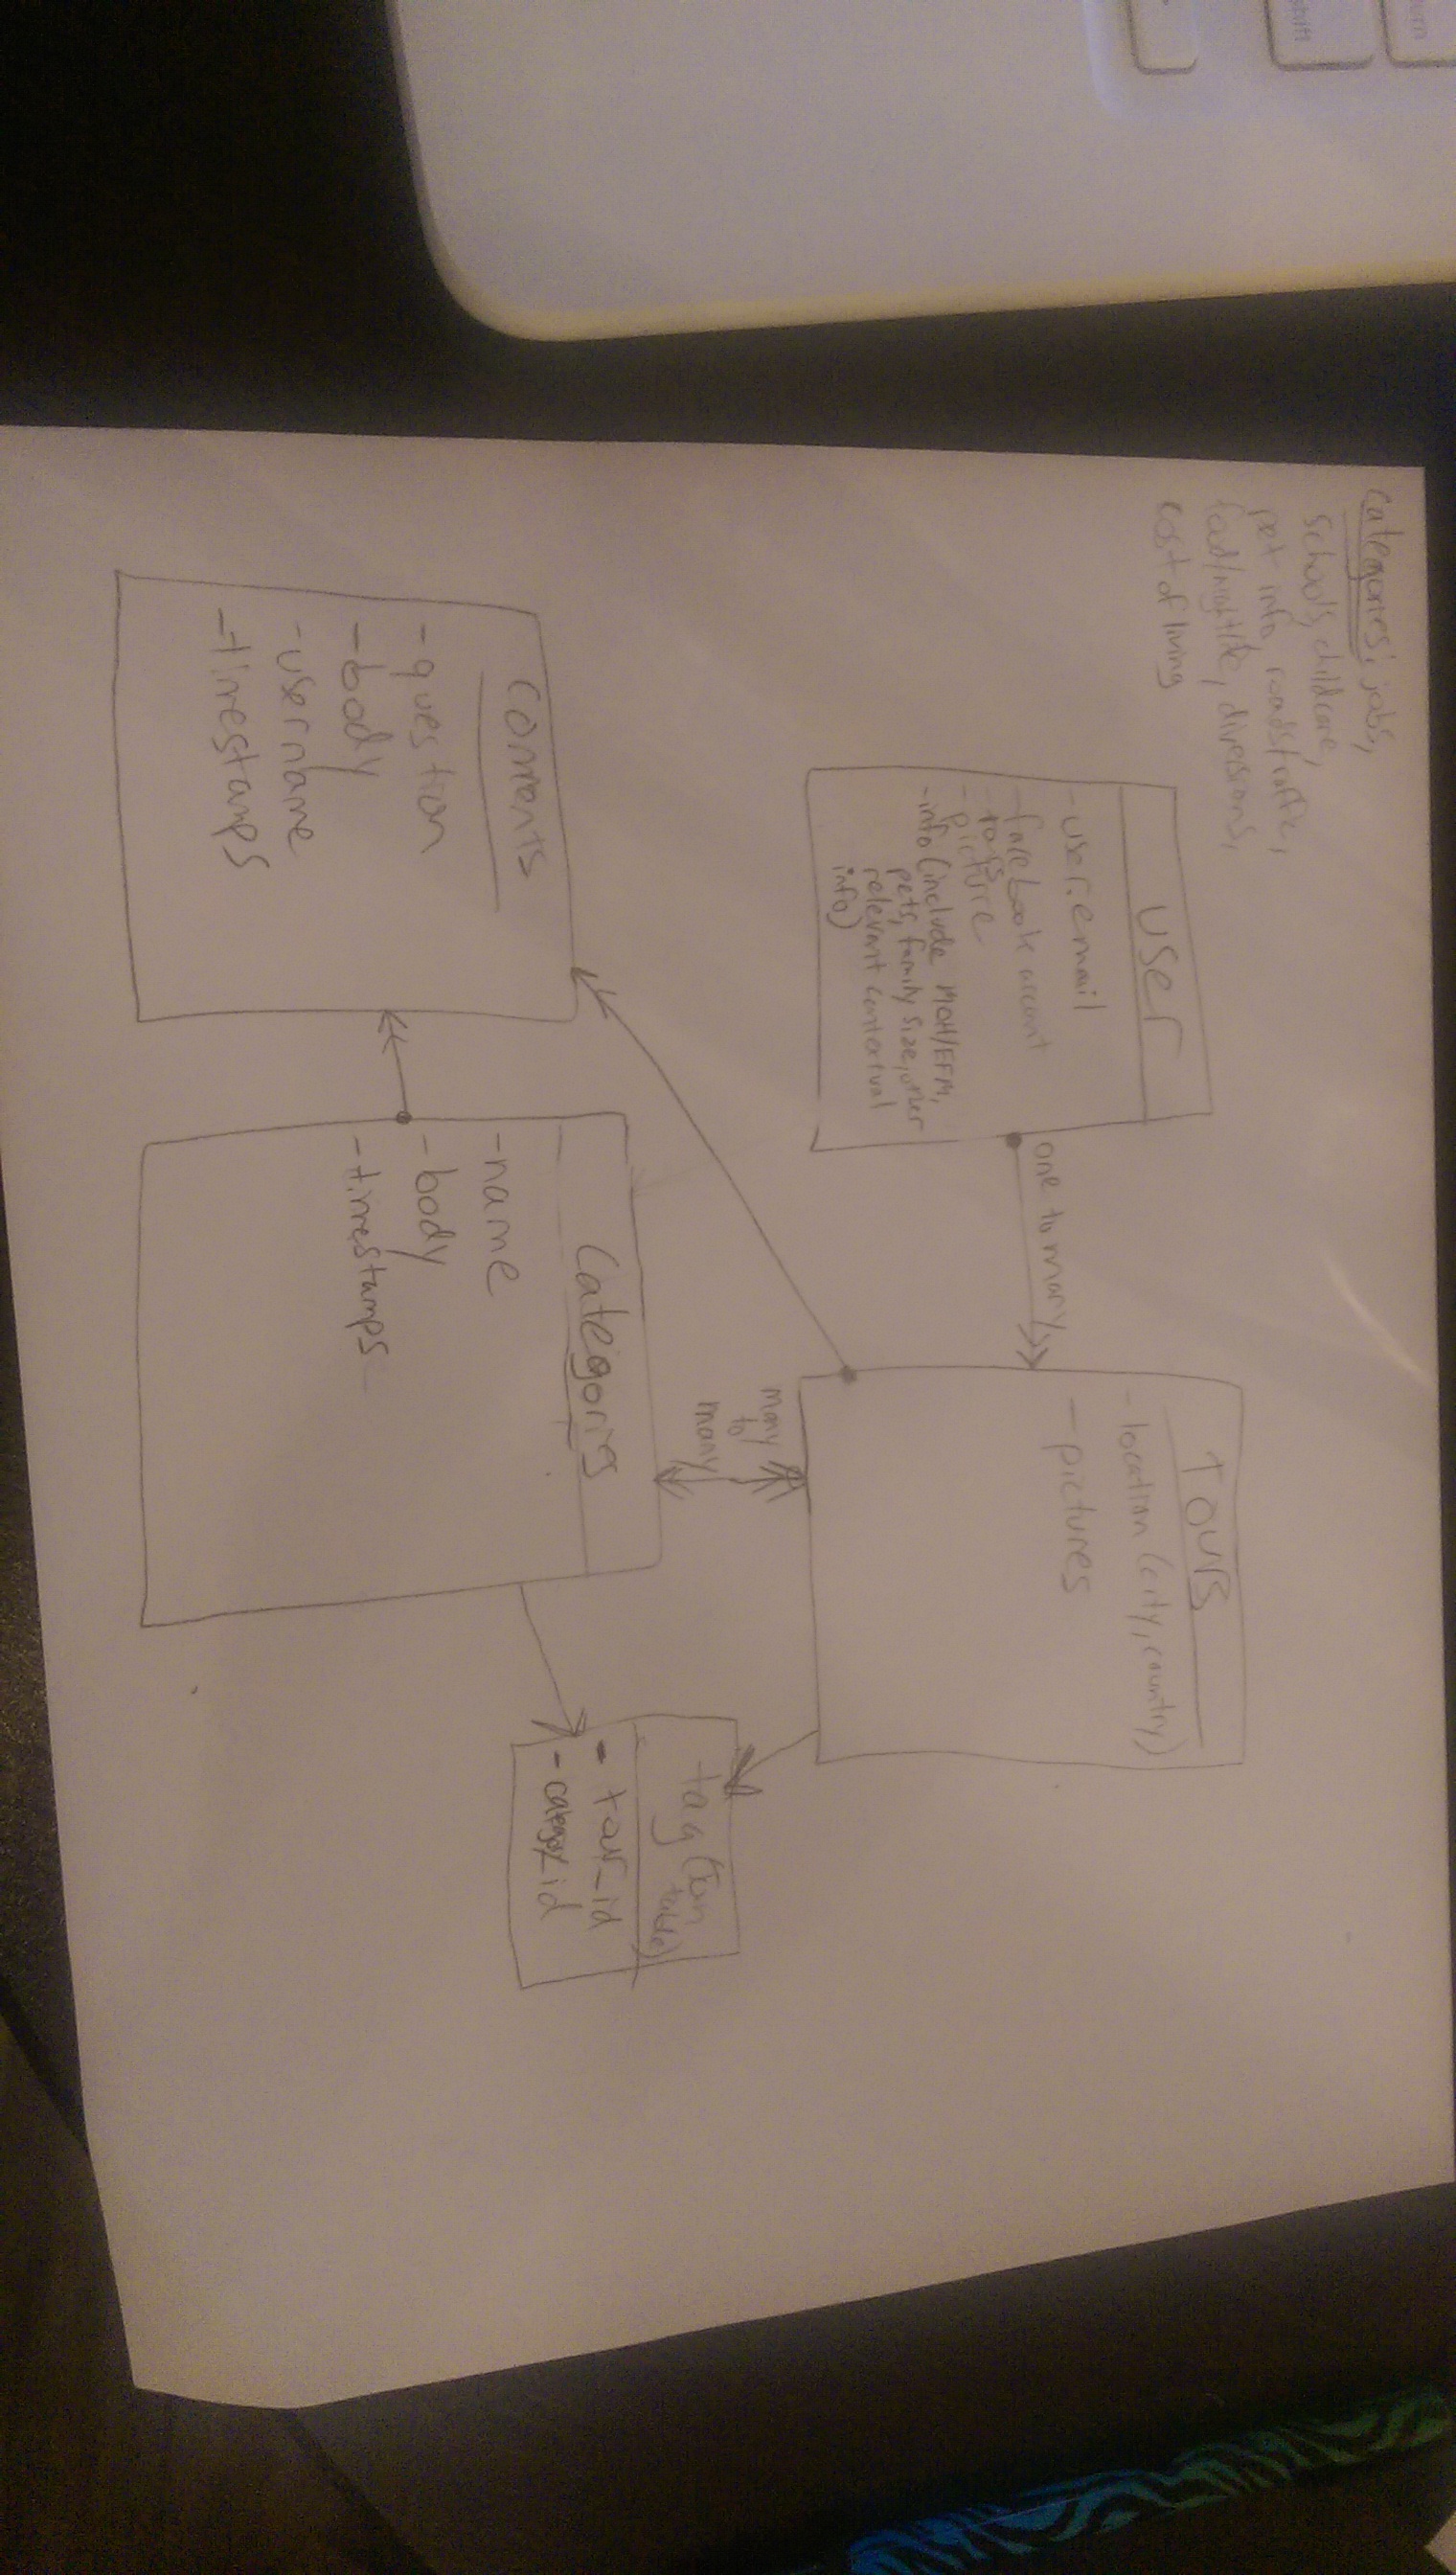 categories: jobs,
schools, childcare,
pet info, roads/traffic,
food/nightlife, diversions,
cost of living
User
- user.email
- facebook account
- picture
- info (include MOH/EFM,
pets, family size, other
relevant contextual
info)
one to many
Tours
- location (city, country)
- pictures
many
to
many
Comments
- question
- body
- username
- timestamps
Categories
- name
- body
- timestamps
tag (join
table)
- tour_id
- category_id
shift